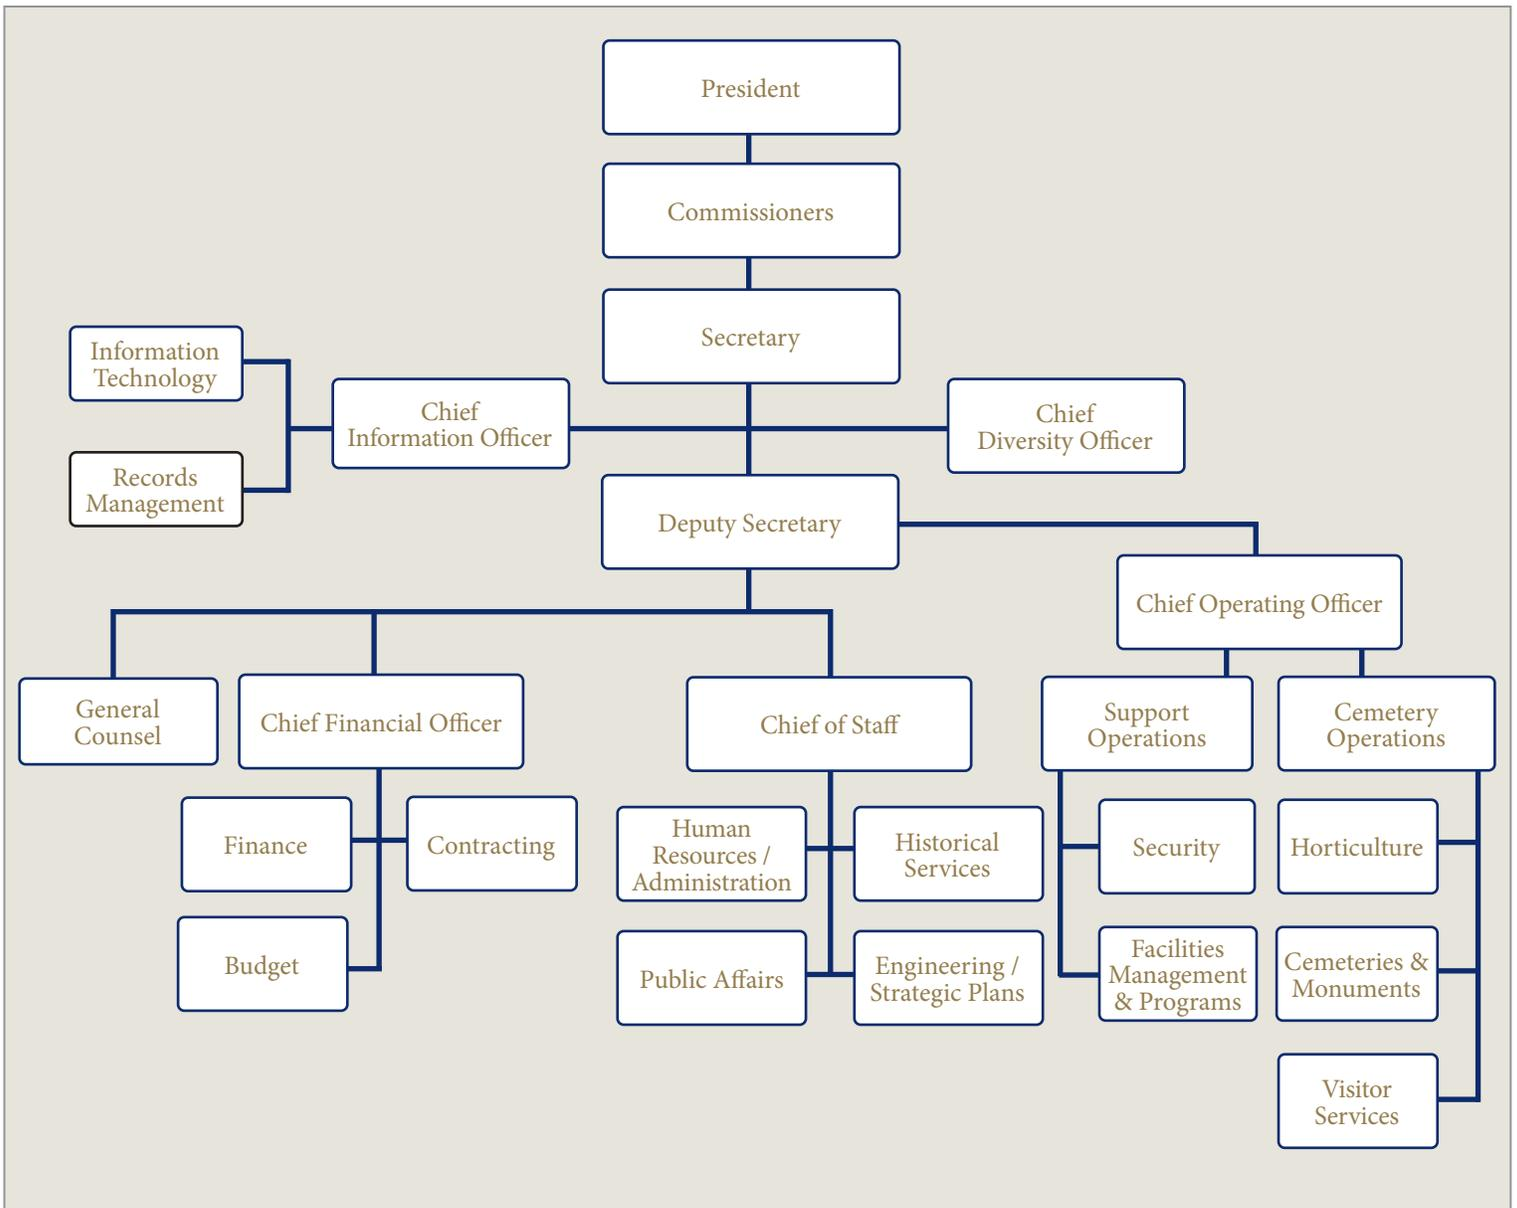 President
Commissioners
Secretary
Information
Technology
Chief
Information Officer
Chief
Diversity Officer
Records
Management
Deputy Secretary
Chief Operating Officer
General
Counsel
Chief Financial Officer
Chief of Staff
Support
Operations
Cemetery
Operations
Finance
Contracting
Human
Resources /
Administration
Historical
Services
Security
Horticulture
Budget
Public Affairs
Engineering /
Strategic Plans
Facilities
Management
& Programs
Cemeteries &
Monuments
Visitor
Services